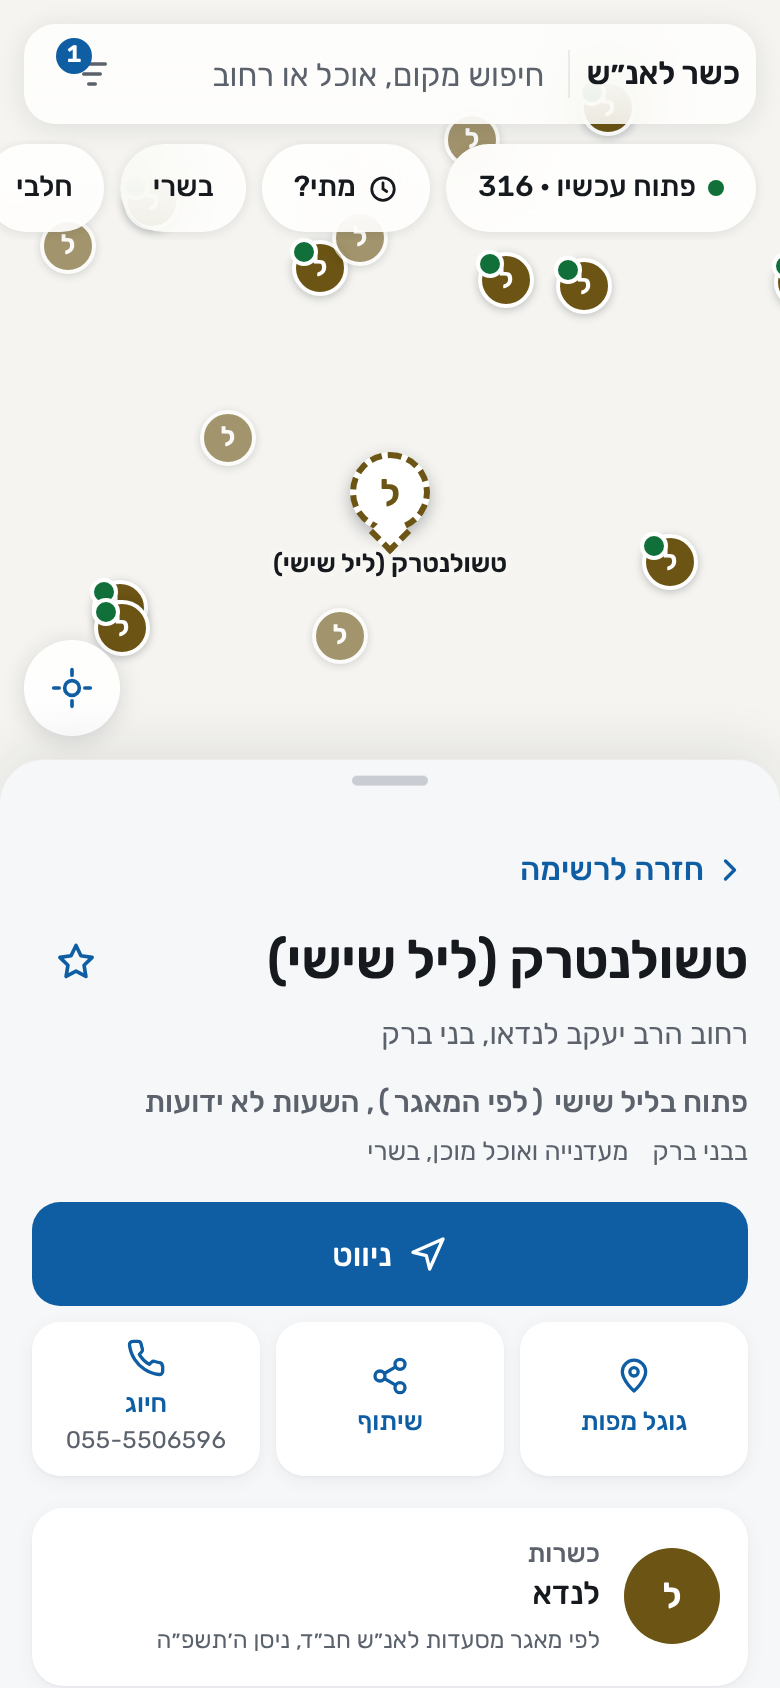 כשר לאנ״ש
חיפוש מקום, אוכל או רחוב
1
פתוח עכשיו • 316
מתי?
בשרי
חלבי
ל
ל
ל
ל
ל
ל
ל
ל
ל
ל
טשולנטרק (ליל שישי)
ל
ל
ל
חזרה לרשימה
טשולנטרק (ליל שישי)
רחוב הרב יעקב לנדאו, בני ברק
פתוח בליל שישי (לפי המאגר), השעות לא ידועות
בבני ברק מעדנייה ואוכל מוכן, בשרי
ניווט
גוגל מפות
שיתוף
חיוג
055-5506596
כשרות
לנדא
ל
לפי מאגר מסעדות לאנ״ש חב״ד, ניסן ה׳תשפ״ה